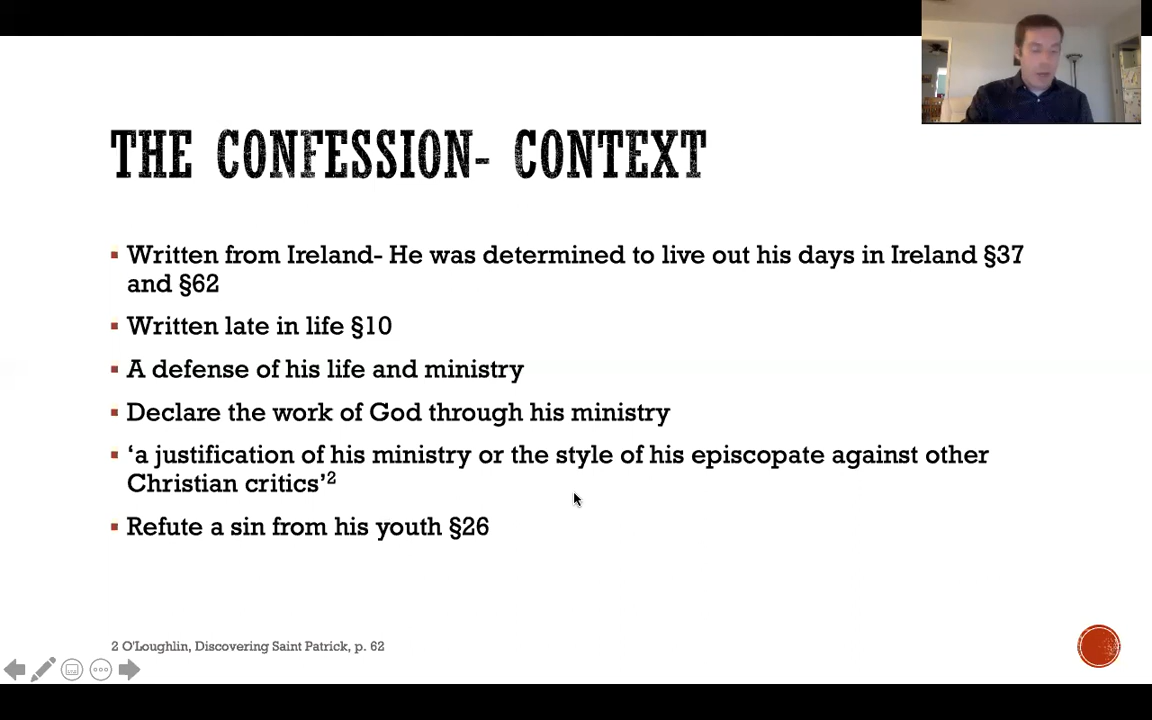 THE CONFESSION- CONTEXT
▪ Written from Ireland- He was determined to live out his days in Ireland §37
and §62
▪ Written late in life §10
▪ A defense of his life and ministry
▪ Declare the work of God through his ministry
▪ ‘a justification of his ministry or the style of his episcopate against other
Christian critics’²
▪ Refute a sin from his youth §26
2 O'Loughlin, Discovering Saint Patrick, p. 62